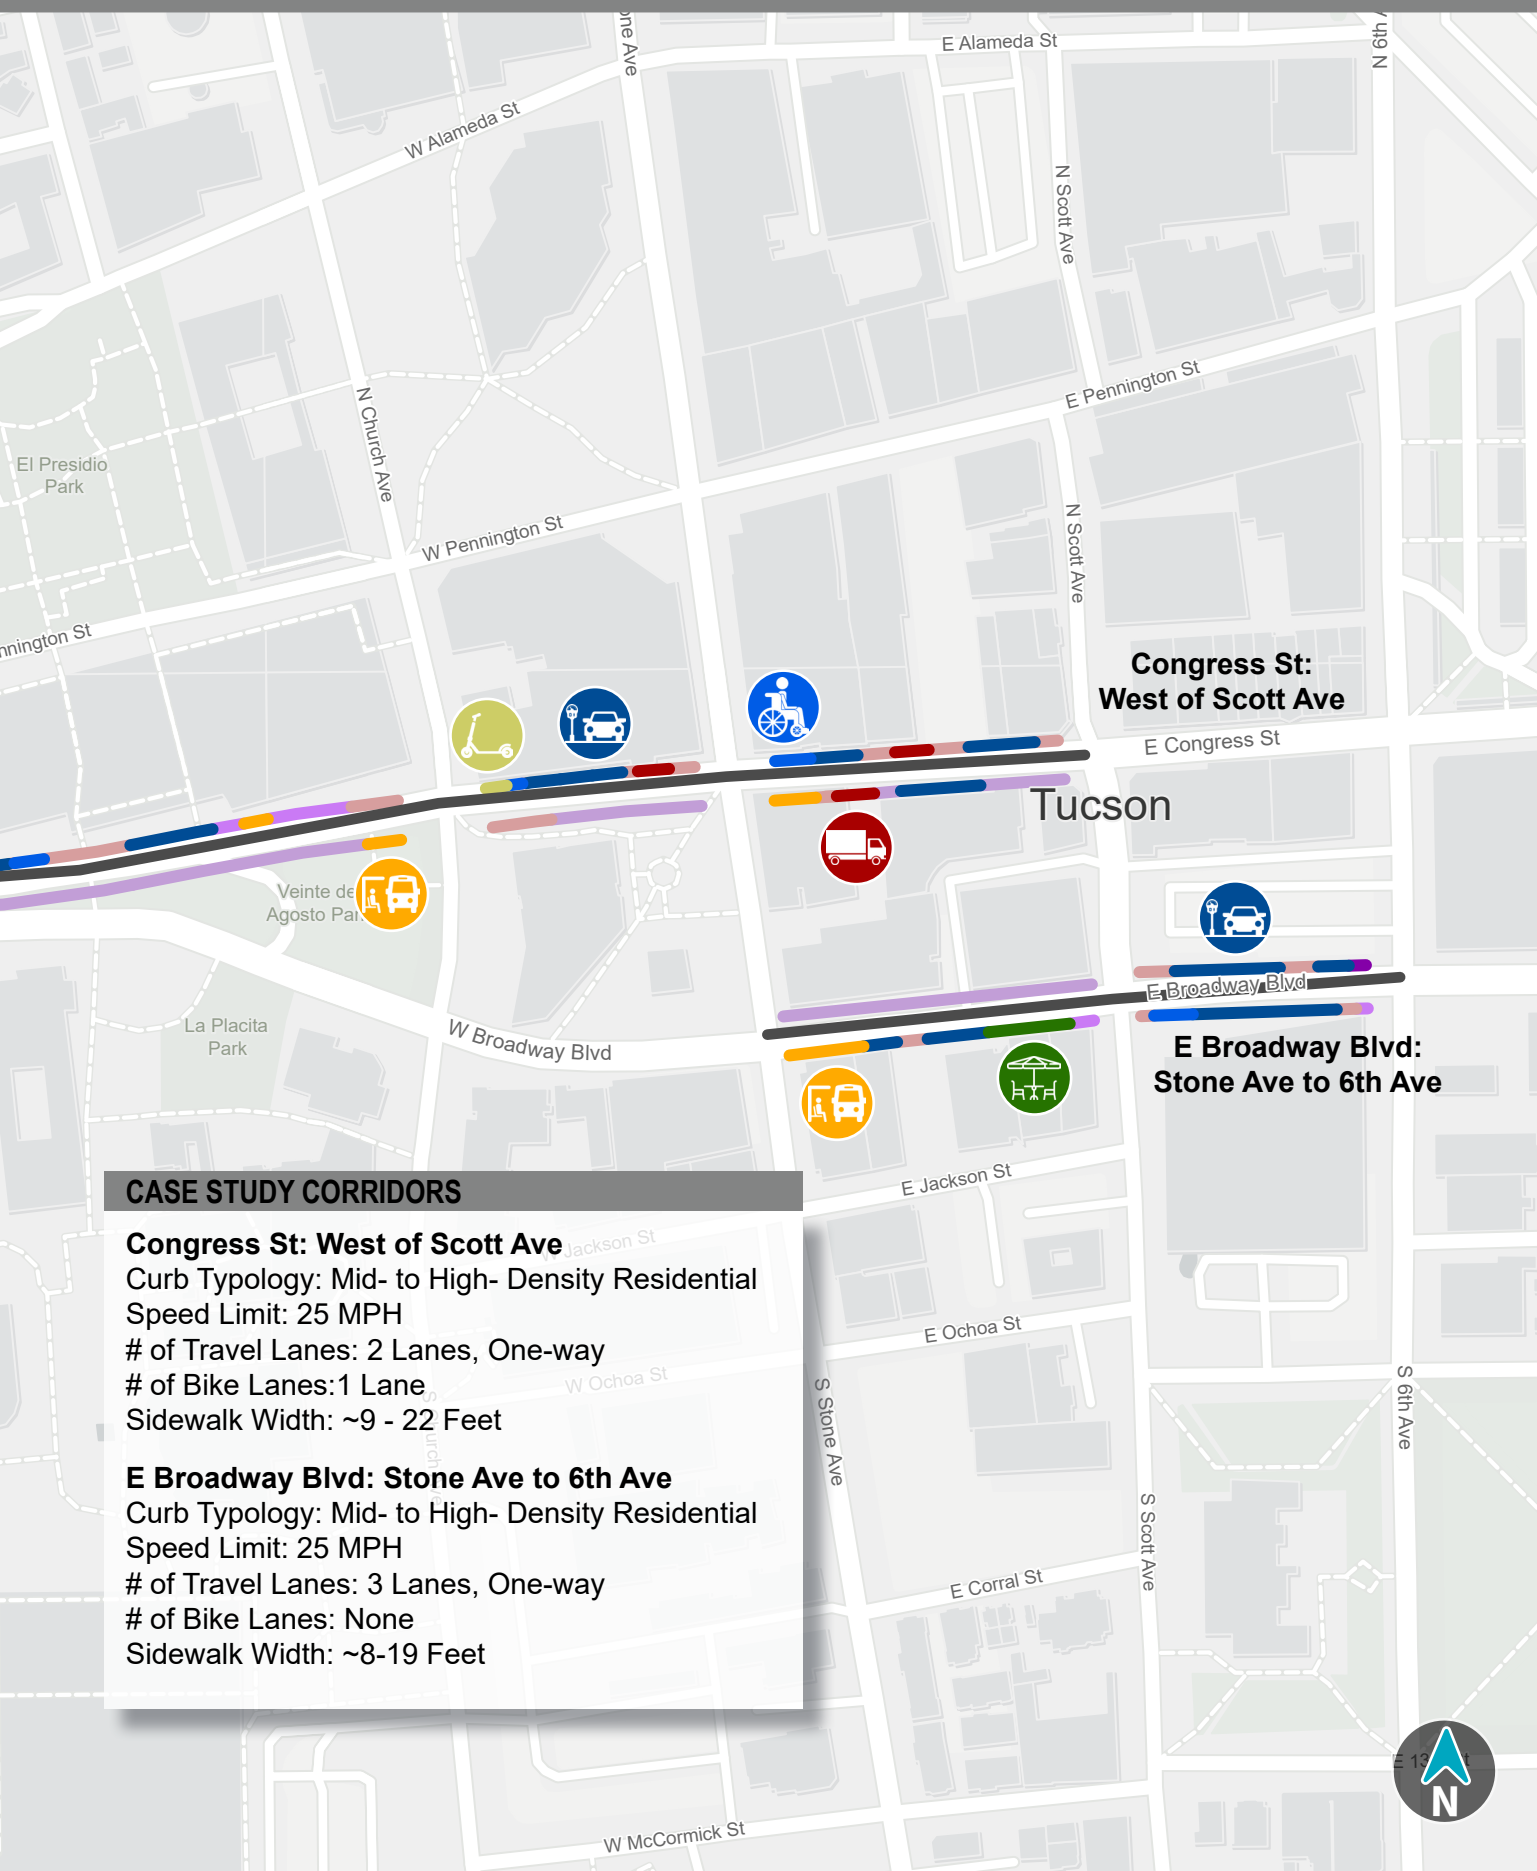 one Ave
E Alameda St
N 6th
W Alameda St
N Scott Ave
E Pennington St
N Church Ave
El Presidio
Park
W Pennington St
N Scott Ave
nnington St
Congress St:
West of Scott Ave
E Congress St
Tucson
Veinte de
Agosto Par
E Broadway Blvd
La Placita
Park
W Broadway Blvd
E Broadway Blvd:
Stone Ave to 6th Ave
E Jackson St
CASE STUDY CORRIDORS
Congress St: West of Scott Ave
W Jackson St
Curb Typology: Mid- to High- Density Residential
Speed Limit: 25 MPH
# of Travel Lanes: 2 Lanes, One-way
# of Bike Lanes:1 Lane
Sidewalk Width: ~9 - 22 Feet
E Ochoa St
W Ochoa St
S Church Ave
S Stone Ave
S 6th Ave
E Broadway Blvd: Stone Ave to 6th Ave
Curb Typology: Mid- to High- Density Residential
Speed Limit: 25 MPH
# of Travel Lanes: 3 Lanes, One-way
# of Bike Lanes: None
Sidewalk Width: ~8-19 Feet
S Scott Ave
E Corral St
E 13 t
N
W McCormick St